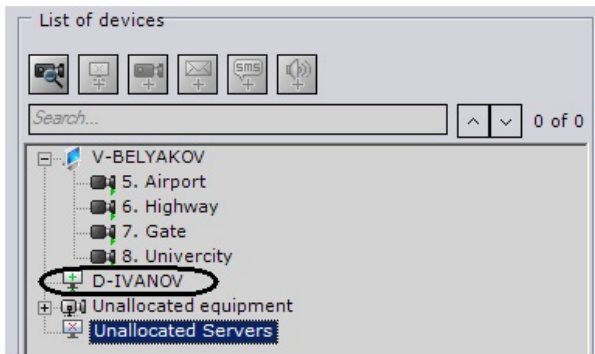 List of devices
sms
Search...
0 of 0
V-BELYAKOV
5. Airport
6. Highway
7. Gate
8. Univercity
D-IVANOV
Unallocated equipment
Unallocated Servers